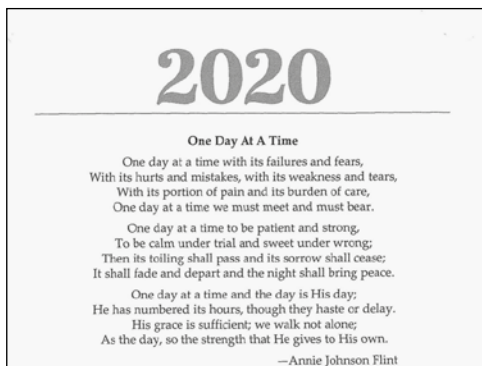 2020
One Day At A Time
One day at a time with its failures and fears,
With its hurts and mistakes, with its weakness and tears,
With its portion of pain and its burden of care,
One day at a time we must meet and must bear.
One day at a time to be patient and strong,
To be calm under trial and sweet under wrong;
Then its toiling shall pass and its sorrow shall cease;
It shall fade and depart and the night shall bring peace.
One day at a time and the day is His day;
He has numbered its hours, though they haste or delay.
His grace is sufficient; we walk not alone;
As the day, so the strength that He gives to His own.
—Annie Johnson Flint